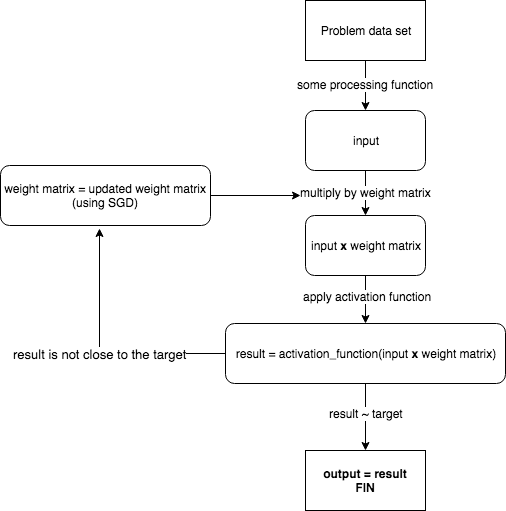 Problem data set
some processing function
input
weight matrix = updated weight matrix
(using SGD)
multiply by weight matrix
input x weight matrix
apply activation function
result is not close to the target
result = activation_function(input x weight matrix)
result ~ target
output = result
FIN